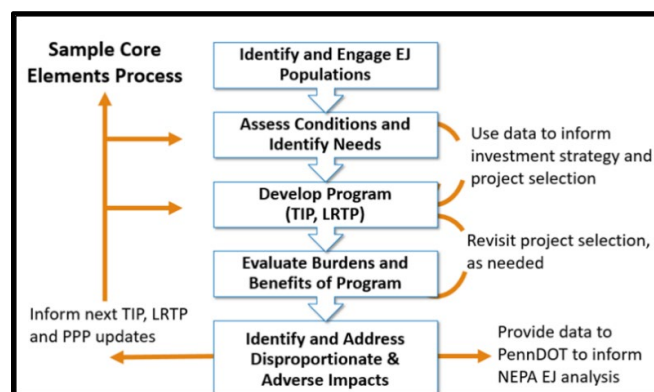 Sample Core
Elements Process
Identify and Engage EJ
Populations
Assess Conditions and
Identify Needs
Use data to inform
investment strategy and
project selection
Develop Program
(TIP, LRTP)
Revisit project selection,
as needed
Evaluate Burdens and
Benefits of Program
Inform next TIP, LRTP
and PPP updates
Identify and Address
Disproportionate &
Adverse Impacts
Provide data to
PennDOT to inform
NEPA EJ analysis